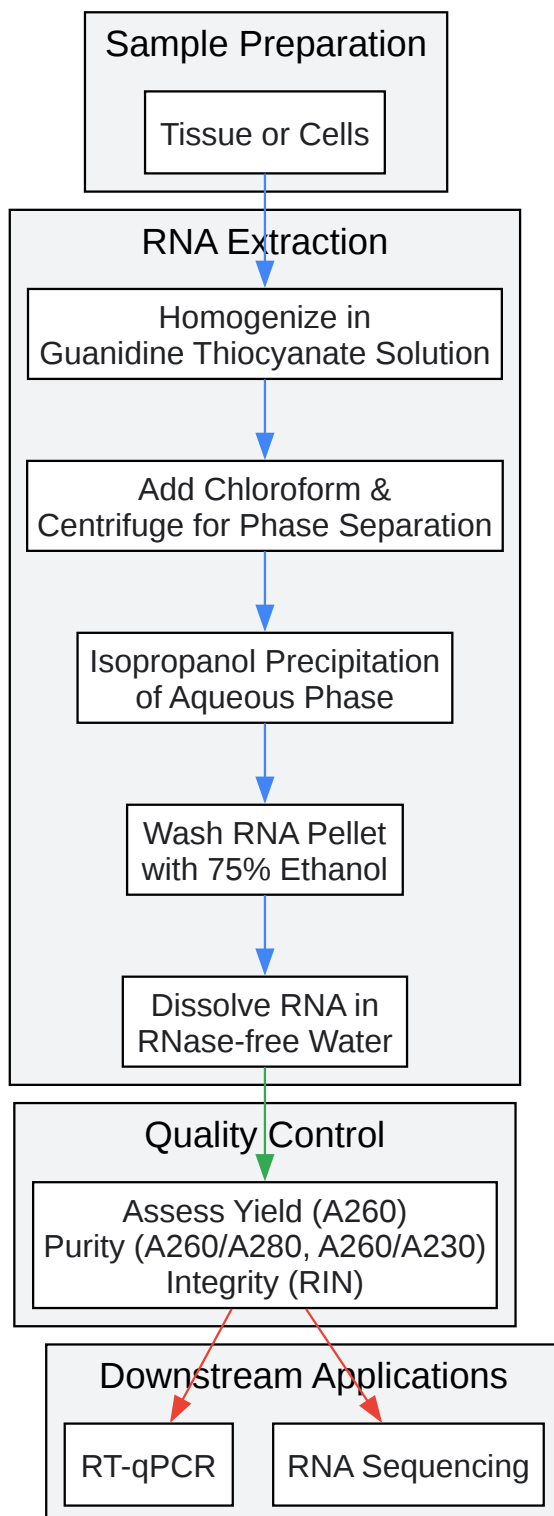 Sample Preparation
Tissue or Cells
RNA Extraction
Homogenize in
Guanidine Thiocyanate Solution
Add Chloroform &
Centrifuge for Phase Separation
Isopropanol Precipitation
of Aqueous Phase
Wash RNA Pellet
with 75% Ethanol
Dissolve RNA in
RNase-free Water
Quality Control
Assess Yield (A260)
Purity (A260/A280, A260/A230)
Integrity (RIN)
Downstream Applications
RT-qPCR
RNA Sequencing